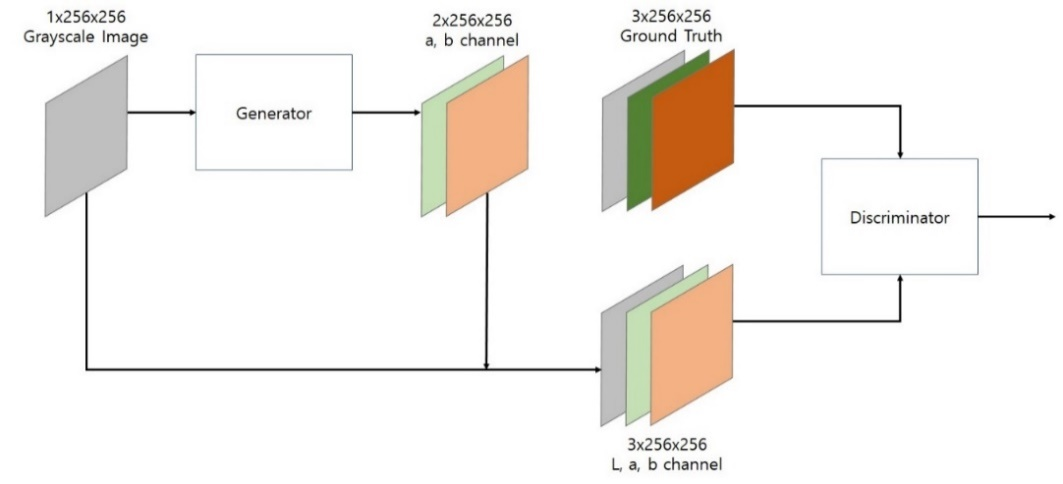 1x256x256
Grayscale Image
Generator
2x256x256
a, b channel
3x256x256
Ground Truth
Discriminator
3x256x256
L, a, b channel